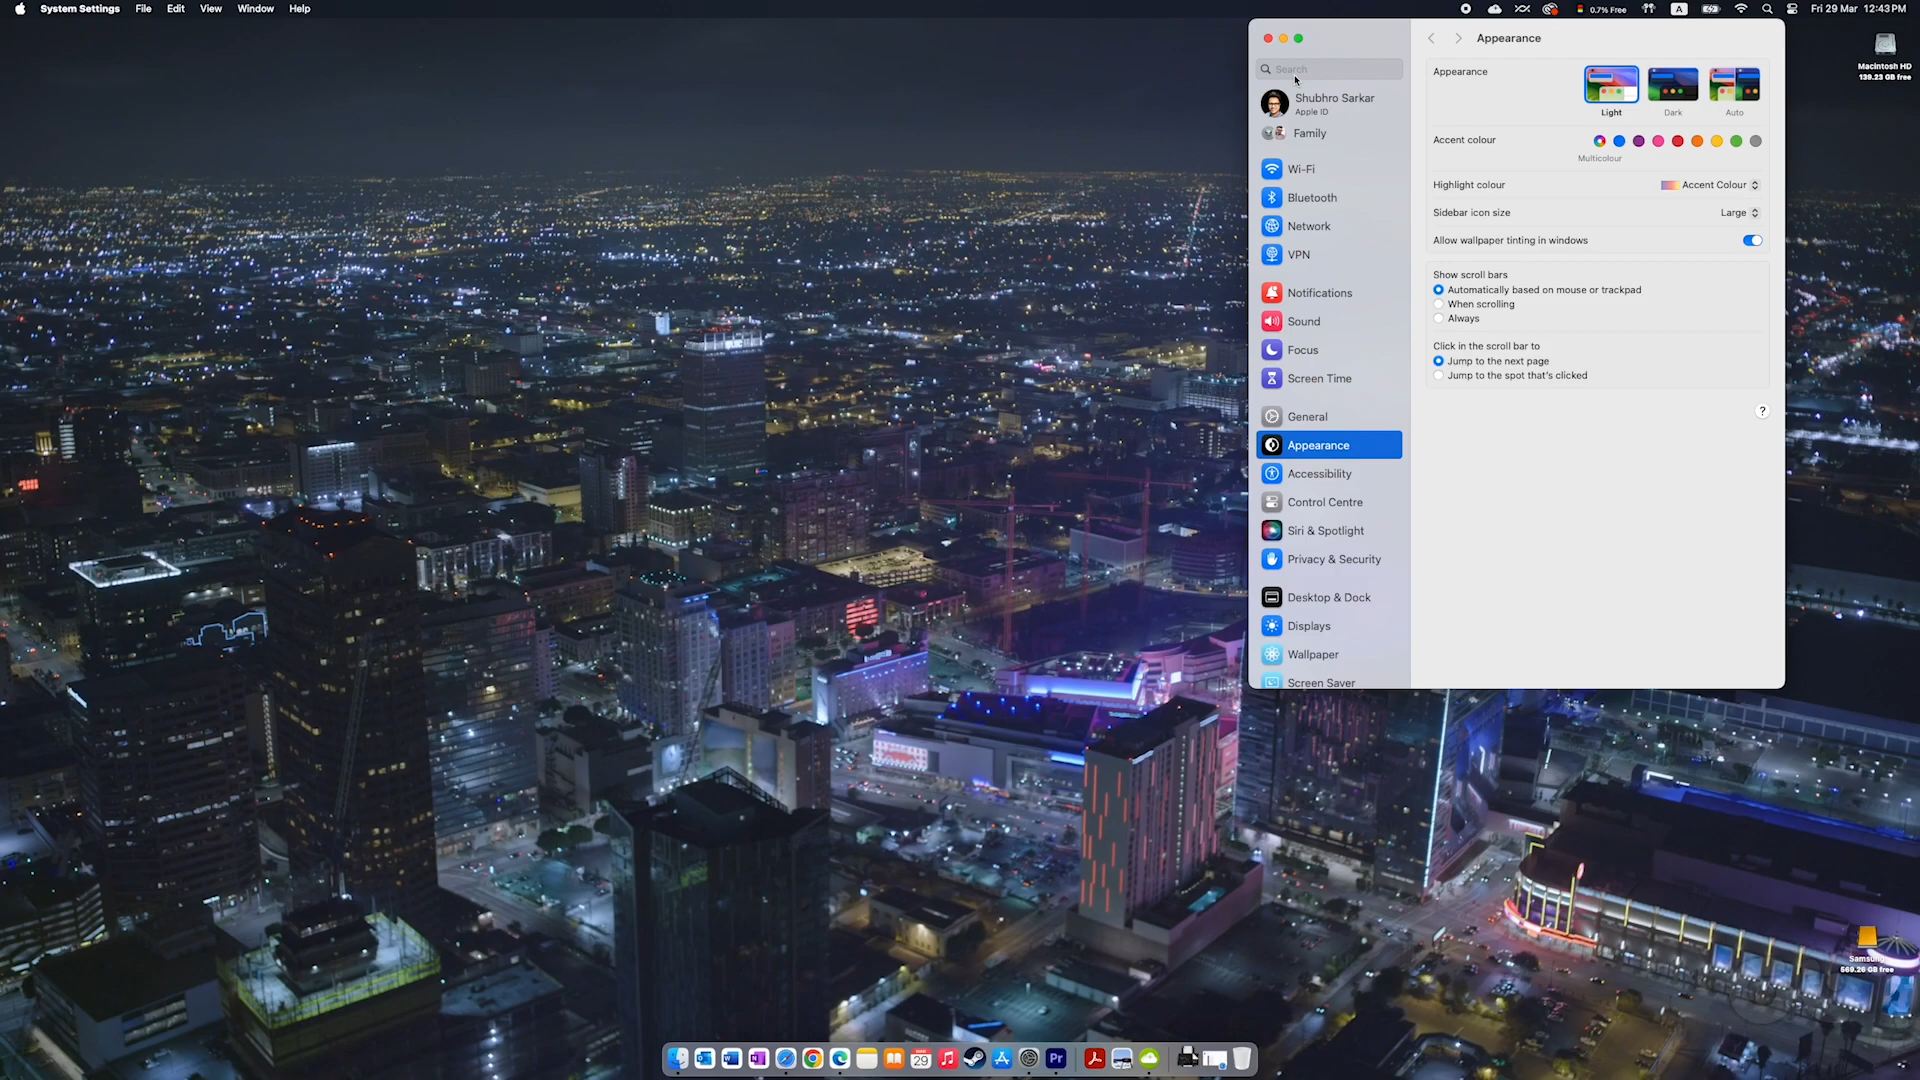 System Settings File Edit View Window Help
0.7% Free
A
Fri 29 Mar 12:43 PM
Macintosh HD
139.23 GB free
Search
Shubhro Sarkar
Apple ID
Family
Wi-Fi
Bluetooth
Network
VPN
Notifications
Sound
Focus
Screen Time
General
Appearance
Accessibility
Control Centre
Siri & Spotlight
Privacy & Security
Desktop & Dock
Displays
Wallpaper
Screen Saver
Appearance
Appearance
Light Dark Auto
Accent colour
Multicolour
Highlight colour Accent Colour
Sidebar icon size Large
Allow wallpaper tinting in windows
Show scroll bars
Automatically based on mouse or trackpad
When scrolling
Always
Click in the scroll bar to
Jump to the next page
Jump to the spot that's clicked
?
Samsung
569.26 GB free
29
Pr